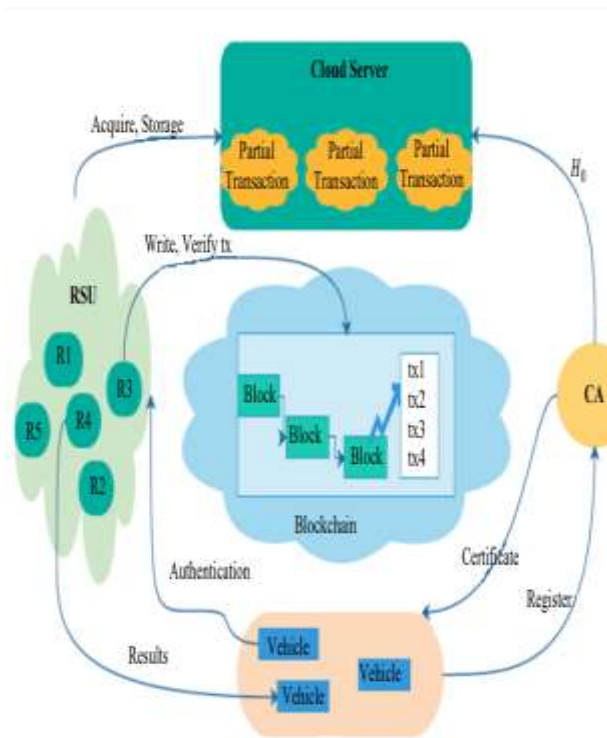 Cloud Server
Acquire, Storage
Partial
Transaction
Partial
Transaction
Partial
Transaction
H0
Write, Verify tx
RSU
R1
R3
R4
R5
R2
Block
Block
Block
tx1
tx2
tx3
tx4
CA
Blockchain
Certificate
Authentication
Register
Results
Vehicle
Vehicle
Vehicle